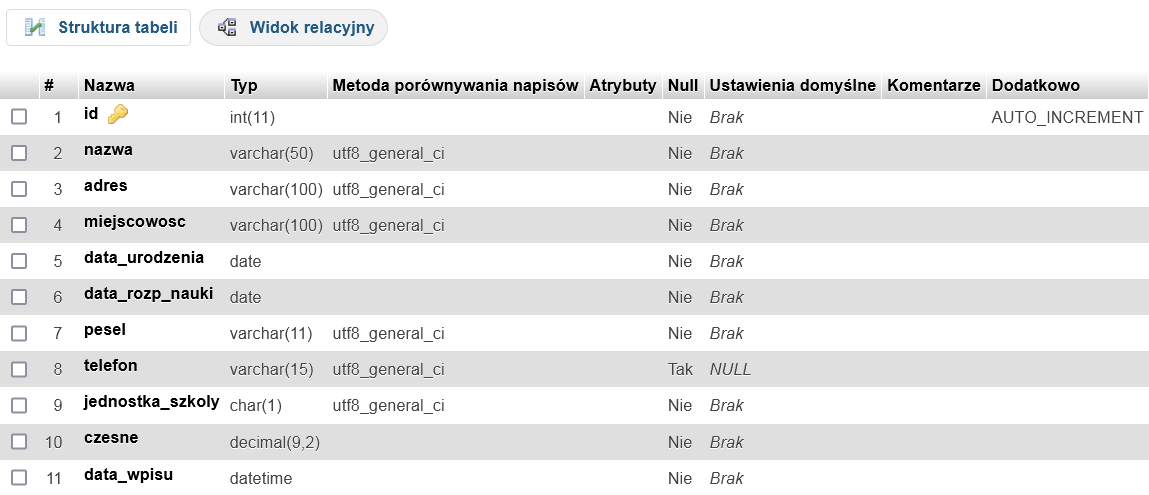 Struktura tabeli Widok relacyjny
# Nazwa Typ Metoda porównywania napisów Atrybuty Null Ustawienia domyślne Komentarze Dodatkowo
1 id int(11) Nie Brak AUTO_INCREMENT
2 nazwa varchar(50) utf8_general_ci Nie Brak
3 adres varchar(100) utf8_general_ci Nie Brak
4 miejscowosc varchar(100) utf8_general_ci Nie Brak
5 data_urodzenia date Nie Brak
6 data_rozp_nauki date Nie Brak
7 pesel varchar(11) utf8_general_ci Nie Brak
8 telefon varchar(15) utf8_general_ci Tak NULL
9 jednostka_szkoly char(1) utf8_general_ci Nie Brak
10 czesne decimal(9,2) Nie Brak
11 data_wpisu datetime Nie Brak